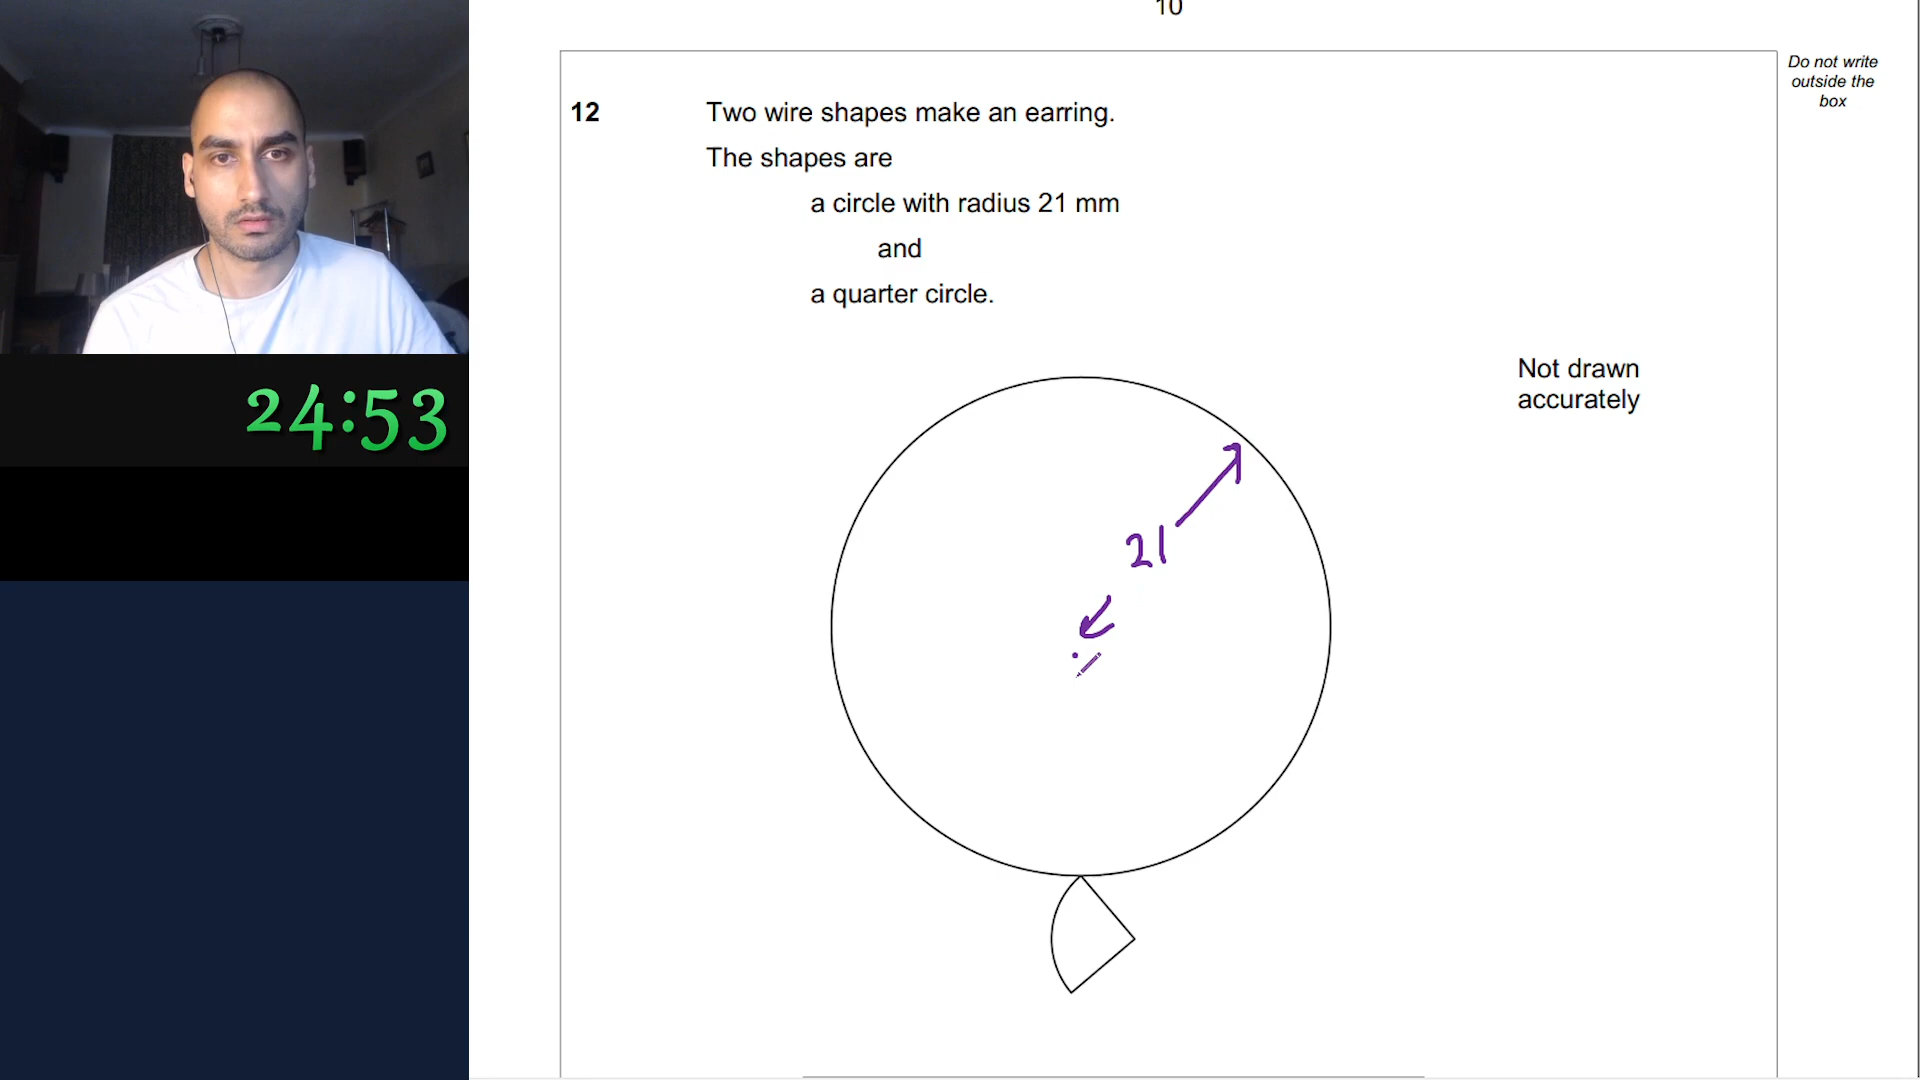 10
Do not write
outside the
box
12 Two wire shapes make an earring.
The shapes are
a circle with radius 21 mm
and
a quarter circle.
Not drawn
accurately
24:53
21